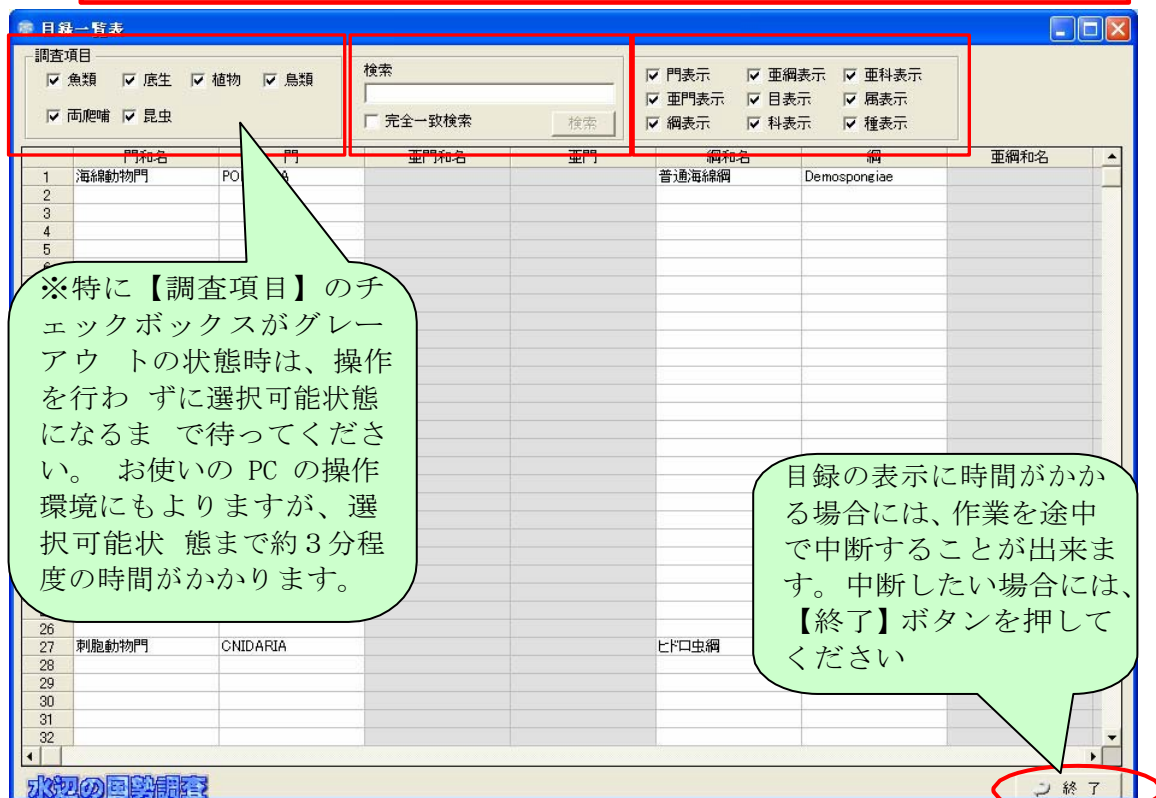 目録一覧表
調査項目
魚類 底生 植物 鳥類
両爬哺 昆虫
検索
完全一致検索 検索
門表示 亜綱表示 亜科表示
亜門表示 目表示 属表示
綱表示 科表示 種表示
門和名 門 亜門和名 亜門 綱和名 綱 亜綱和名
1 海綿動物門 PO A 普通海綿綱 Demospongiae
2
3
4
5
※特に【調査項目】のチ
ェックボックスがグレー
アウ トの状態時は、操作
を行わ ずに選択可能状態
になるま で待ってくださ
い。 お使いの PC の操作
環境にもよりますが、選
択可能状 態まで約３分程
度の時間がかかります。
目録の表示に時間がかか
る場合には、作業を途中
で中断することが出来ま
す。中断したい場合には、
【終了】ボタンを押して
ください
26
27 刺胞動物門 CNIDARIA ヒドロ虫綱
28
29
30
31
32
水辺の国勢調査
終 了